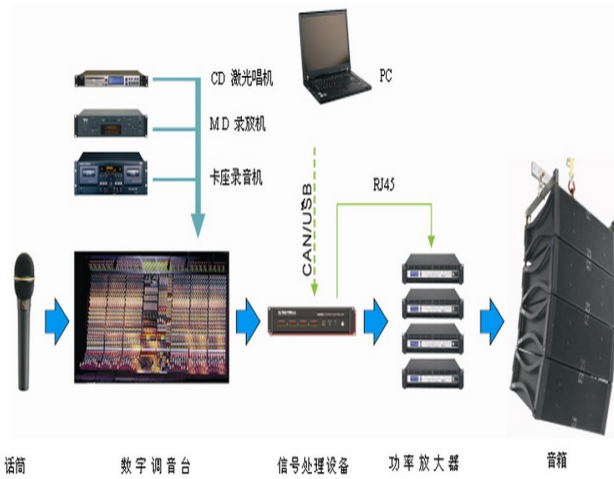 CD 激光唱机
PC
MD 录放机
卡座录音机
RJ45
CAN/USB
话筒
数字调音台
信号处理设备
功率放大器
音箱